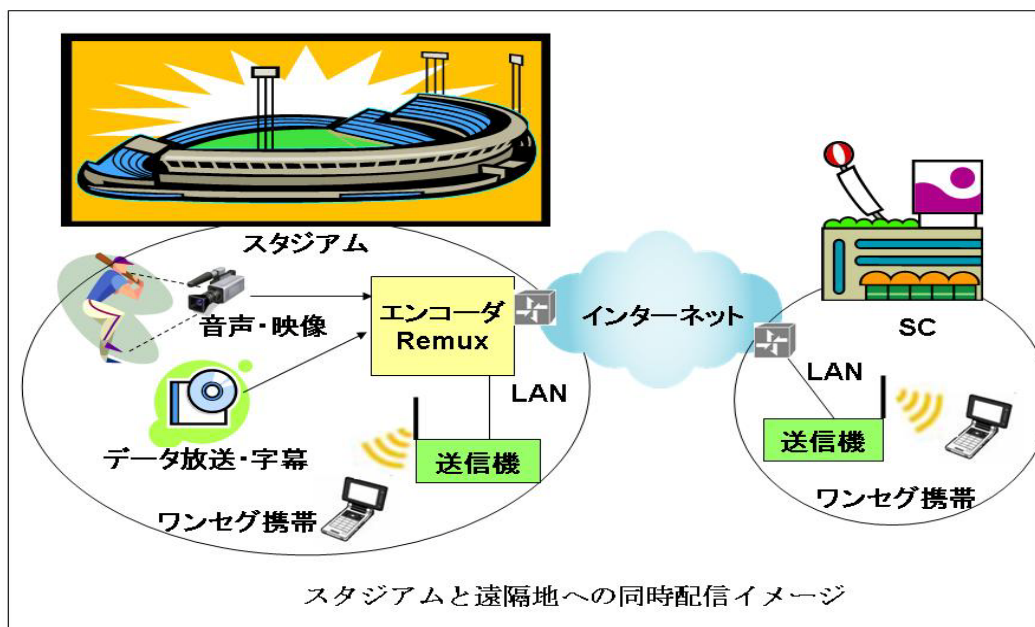 スタジアム
音声・映像
エンコーダ
Remux
インターネット
SC
LAN
LAN
データ放送・字幕
送信機
送信機
ワンセグ携帯
ワンセグ携帯
スタジアムと遠隔地への同時配信イメージ